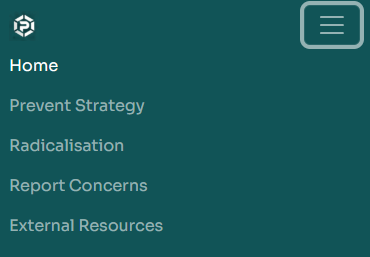 Home
Prevent Strategy
Radicalisation
Report Concerns
External Resources